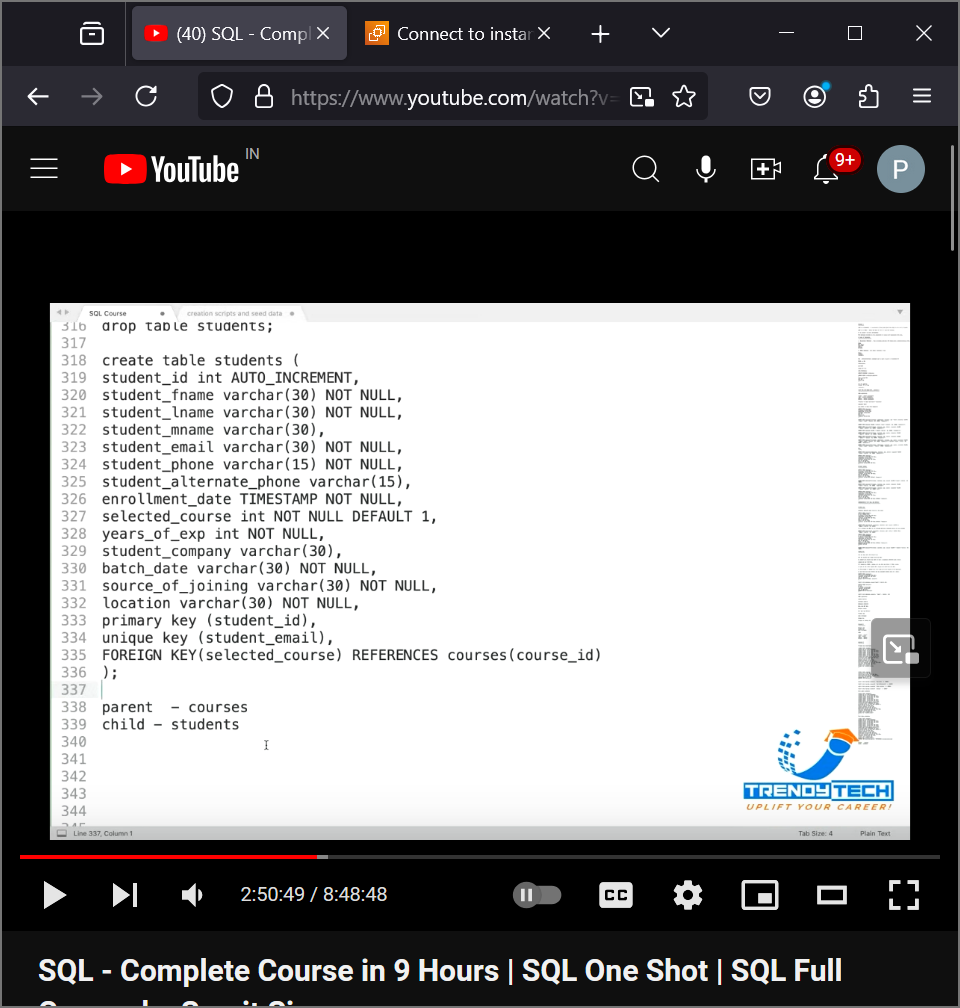 (40) SQL - Compl
Connect to instan
https://www.youtube.com/watch?v=
YouTube IN
9+
P
SQL Course
creation scripts and seed data
316 drop table students;
317
318 create table students (
319 student_id int AUTO_INCREMENT,
320 student_fname varchar(30) NOT NULL,
321 student_lname varchar(30) NOT NULL,
322 student_mname varchar(30),
323 student_email varchar(30) NOT NULL,
324 student_phone varchar(15) NOT NULL,
325 student_alternate_phone varchar(15),
326 enrollment_date TIMESTAMP NOT NULL,
327 selected_course int NOT NULL DEFAULT 1,
328 years_of_exp int NOT NULL,
329 student_company varchar(30),
330 batch_date varchar(30) NOT NULL,
331 source_of_joining varchar(30) NOT NULL,
332 location varchar(30) NOT NULL,
333 primary key (student_id),
334 unique key (student_email),
335 FOREIGN KEY(selected_course) REFERENCES courses(course_id)
336 );
337
338 parent  - courses
339 child - students
340
341
342
343
344
TRENDYTECH
UPLIFT YOUR CAREER!
Line 337, Column 1
Tab Size: 4
Plain Text
2:50:49 / 8:48:48
CC
SQL - Complete Course in 9 Hours | SQL One Shot | SQL Full